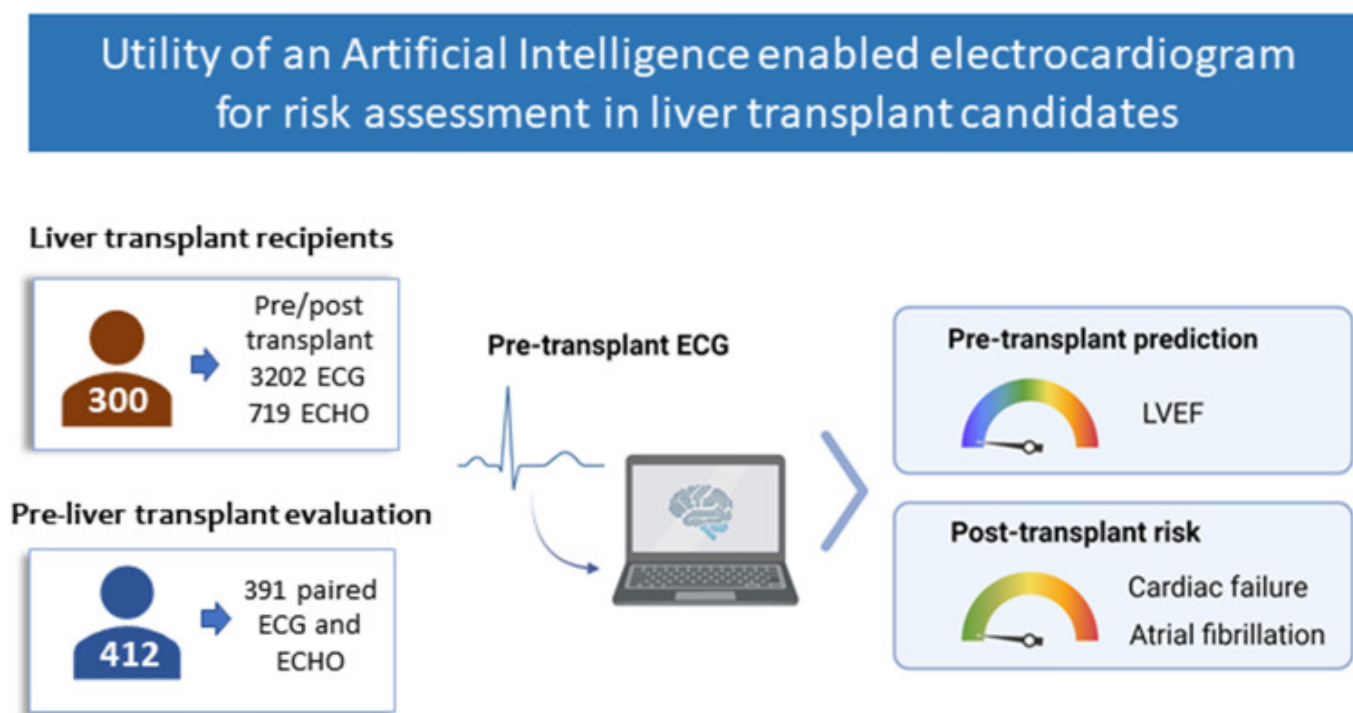 Utility of an Artificial Intelligence enabled electrocardiogram
for risk assessment in liver transplant candidates
Liver transplant recipients
300
Pre/post
transplant
3202 ECG
719 ECHO
Pre-liver transplant evaluation
412
391 paired
ECG and
ECHO
Pre-transplant ECG
Pre-transplant prediction
LVEF
Post-transplant risk
Cardiac failure
Atrial fibrillation